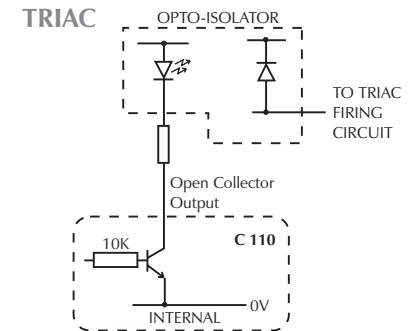 TRIAC
OPTO-ISOLATOR
TO TRIAC
FIRING
CIRCUIT
Open Collector
Output
10K
C 110
0V
INTERNAL